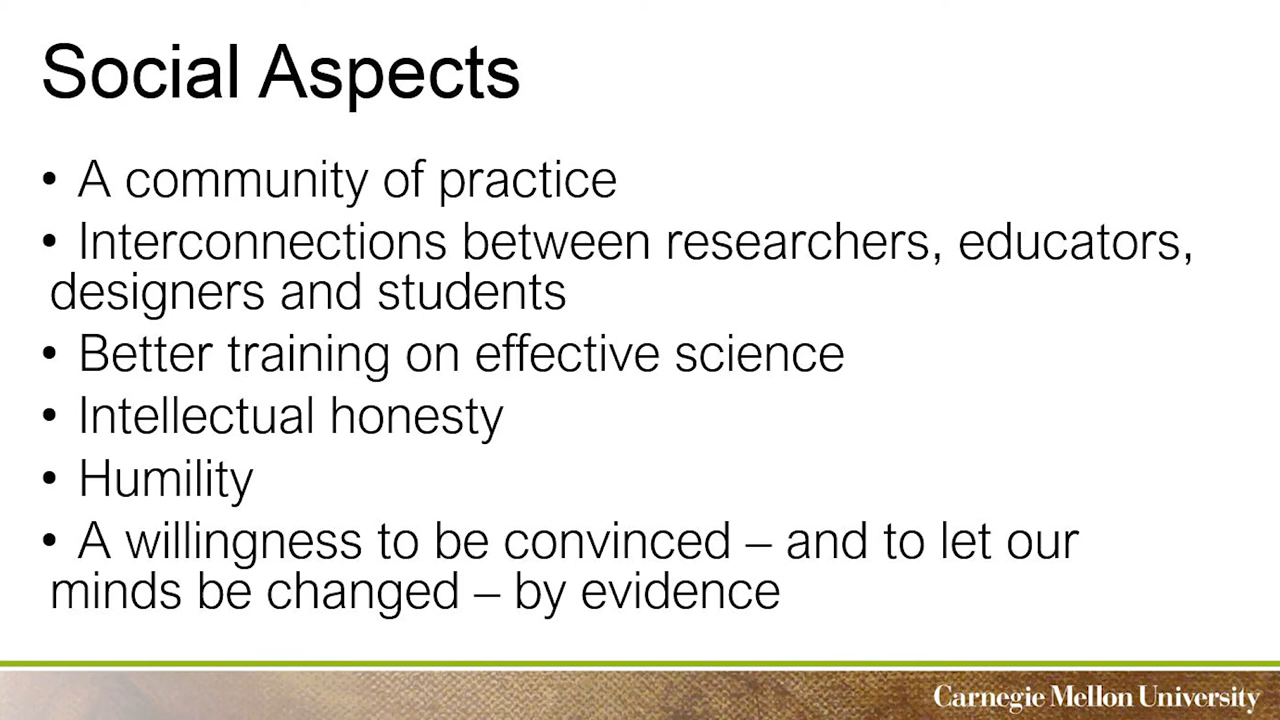 Social Aspects
• A community of practice
• Interconnections between researchers, educators,
designers and students
• Better training on effective science
• Intellectual honesty
• Humility
• A willingness to be convinced – and to let our
minds be changed – by evidence
Carnegie Mellon University